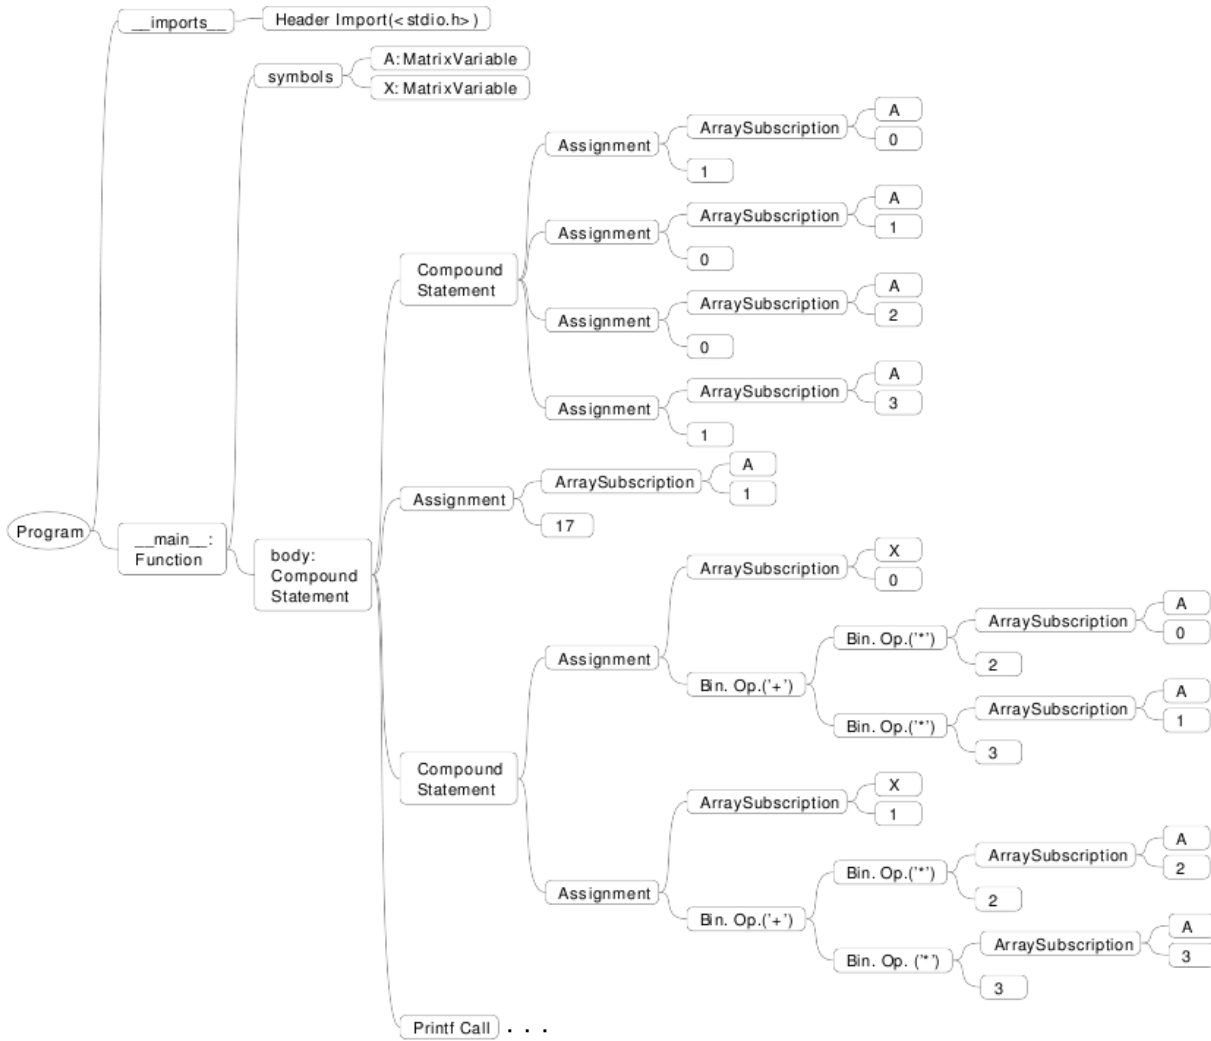 __imports__
Header Import(<stdio.h>)
symbols
A:MatrixVariable
X:MatrixVariable
Assignment
ArraySubscription
A
0
1
Assignment
ArraySubscription
A
1
0
Compound
Statement
Assignment
ArraySubscription
A
2
0
Assignment
ArraySubscription
A
3
1
Assignment
ArraySubscription
A
1
17
Program
__main__:
Function
body:
Compound
Statement
Assignment
ArraySubscription
X
0
Bin. Op.('+')
Bin. Op.('*')
ArraySubscription
A
0
2
Bin. Op.('*')
ArraySubscription
A
1
3
Compound
Statement
Assignment
ArraySubscription
X
1
Bin. Op.('+')
Bin. Op.('*')
ArraySubscription
A
2
2
Bin. Op. ('*')
ArraySubscription
A
3
3
Printf Call . . .